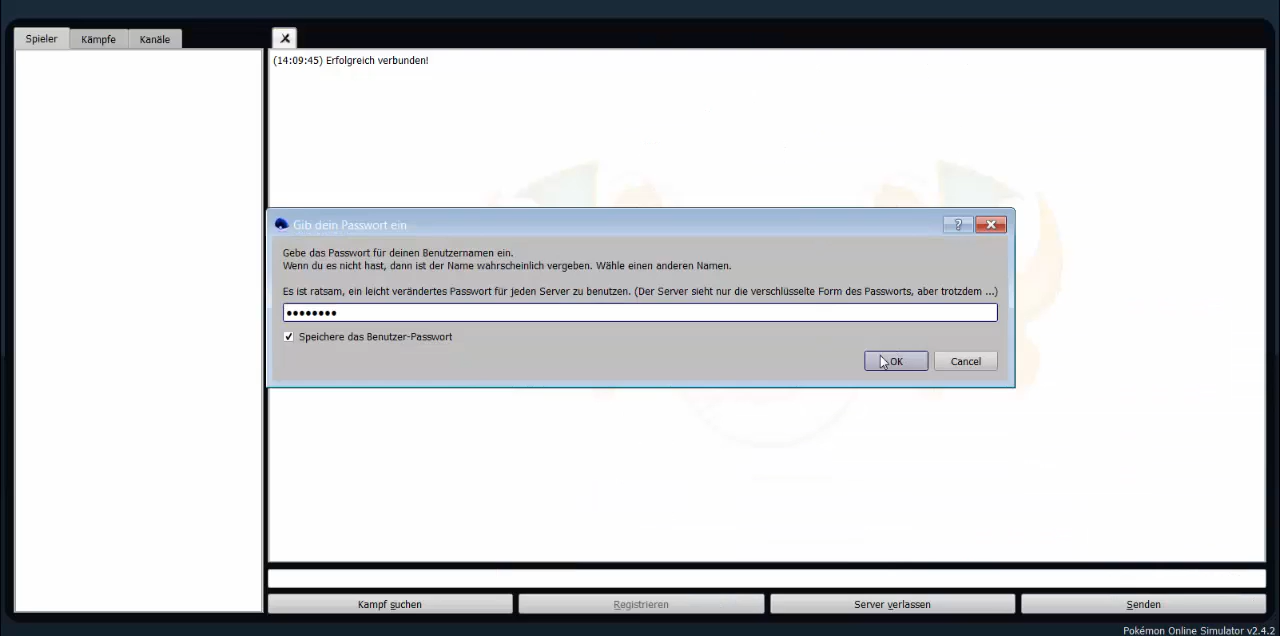 Spieler Kämpfe Kanäle
(14:09:45) Erfolgreich verbunden!
Gib dein Passwort ein
Gebe das Passwort für deinen Benutzernamen ein.
Wenn du es nicht hast, dann ist der Name wahrscheinlich vergeben. Wähle einen anderen Namen.
Es ist ratsam, ein leicht verändertes Passwort für jeden Server zu benutzen. (Der Server sieht nur die verschlüsselte Form des Passworts, aber trotzdem ...)
●●●●●●●●
Speichere das Benutzer-Passwort
OK Cancel
Kampf suchen Registrieren Server verlassen Senden
Pokémon Online Simulator v2.4.2